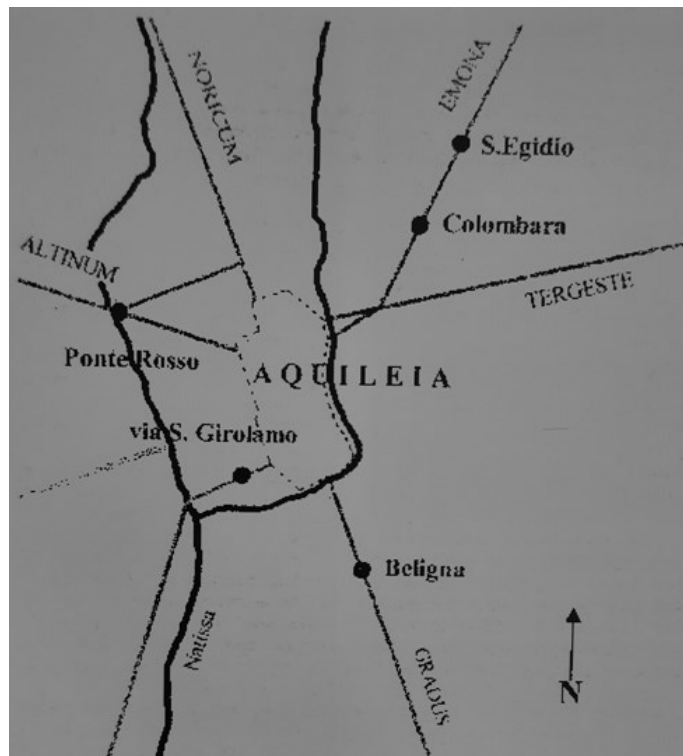 NORICUM
EMONA
S.Egidio
Colombara
ALTINUM
TERGESTE
Ponte Rosso
AQUILEIA
via S. Girolamo
Beligna
Natissa
GRADUS
N